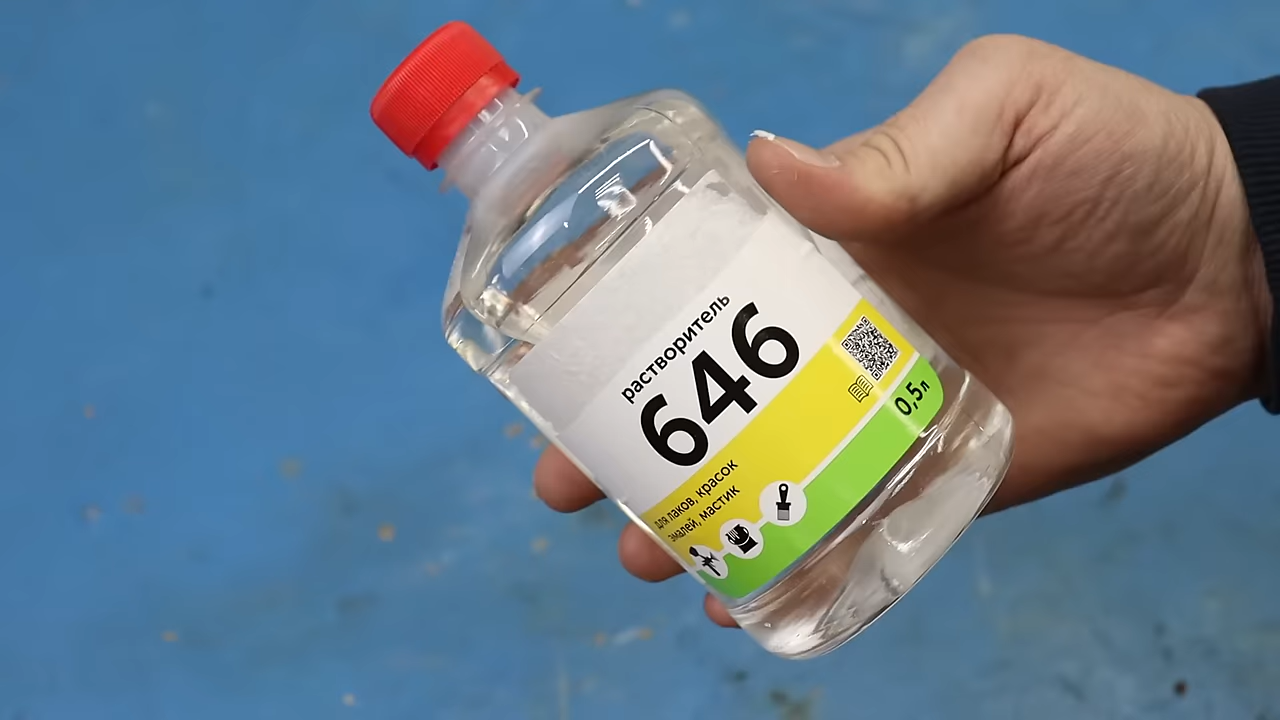 растворитель
646
для лаков, красок
эмалей, мастик
0,5л